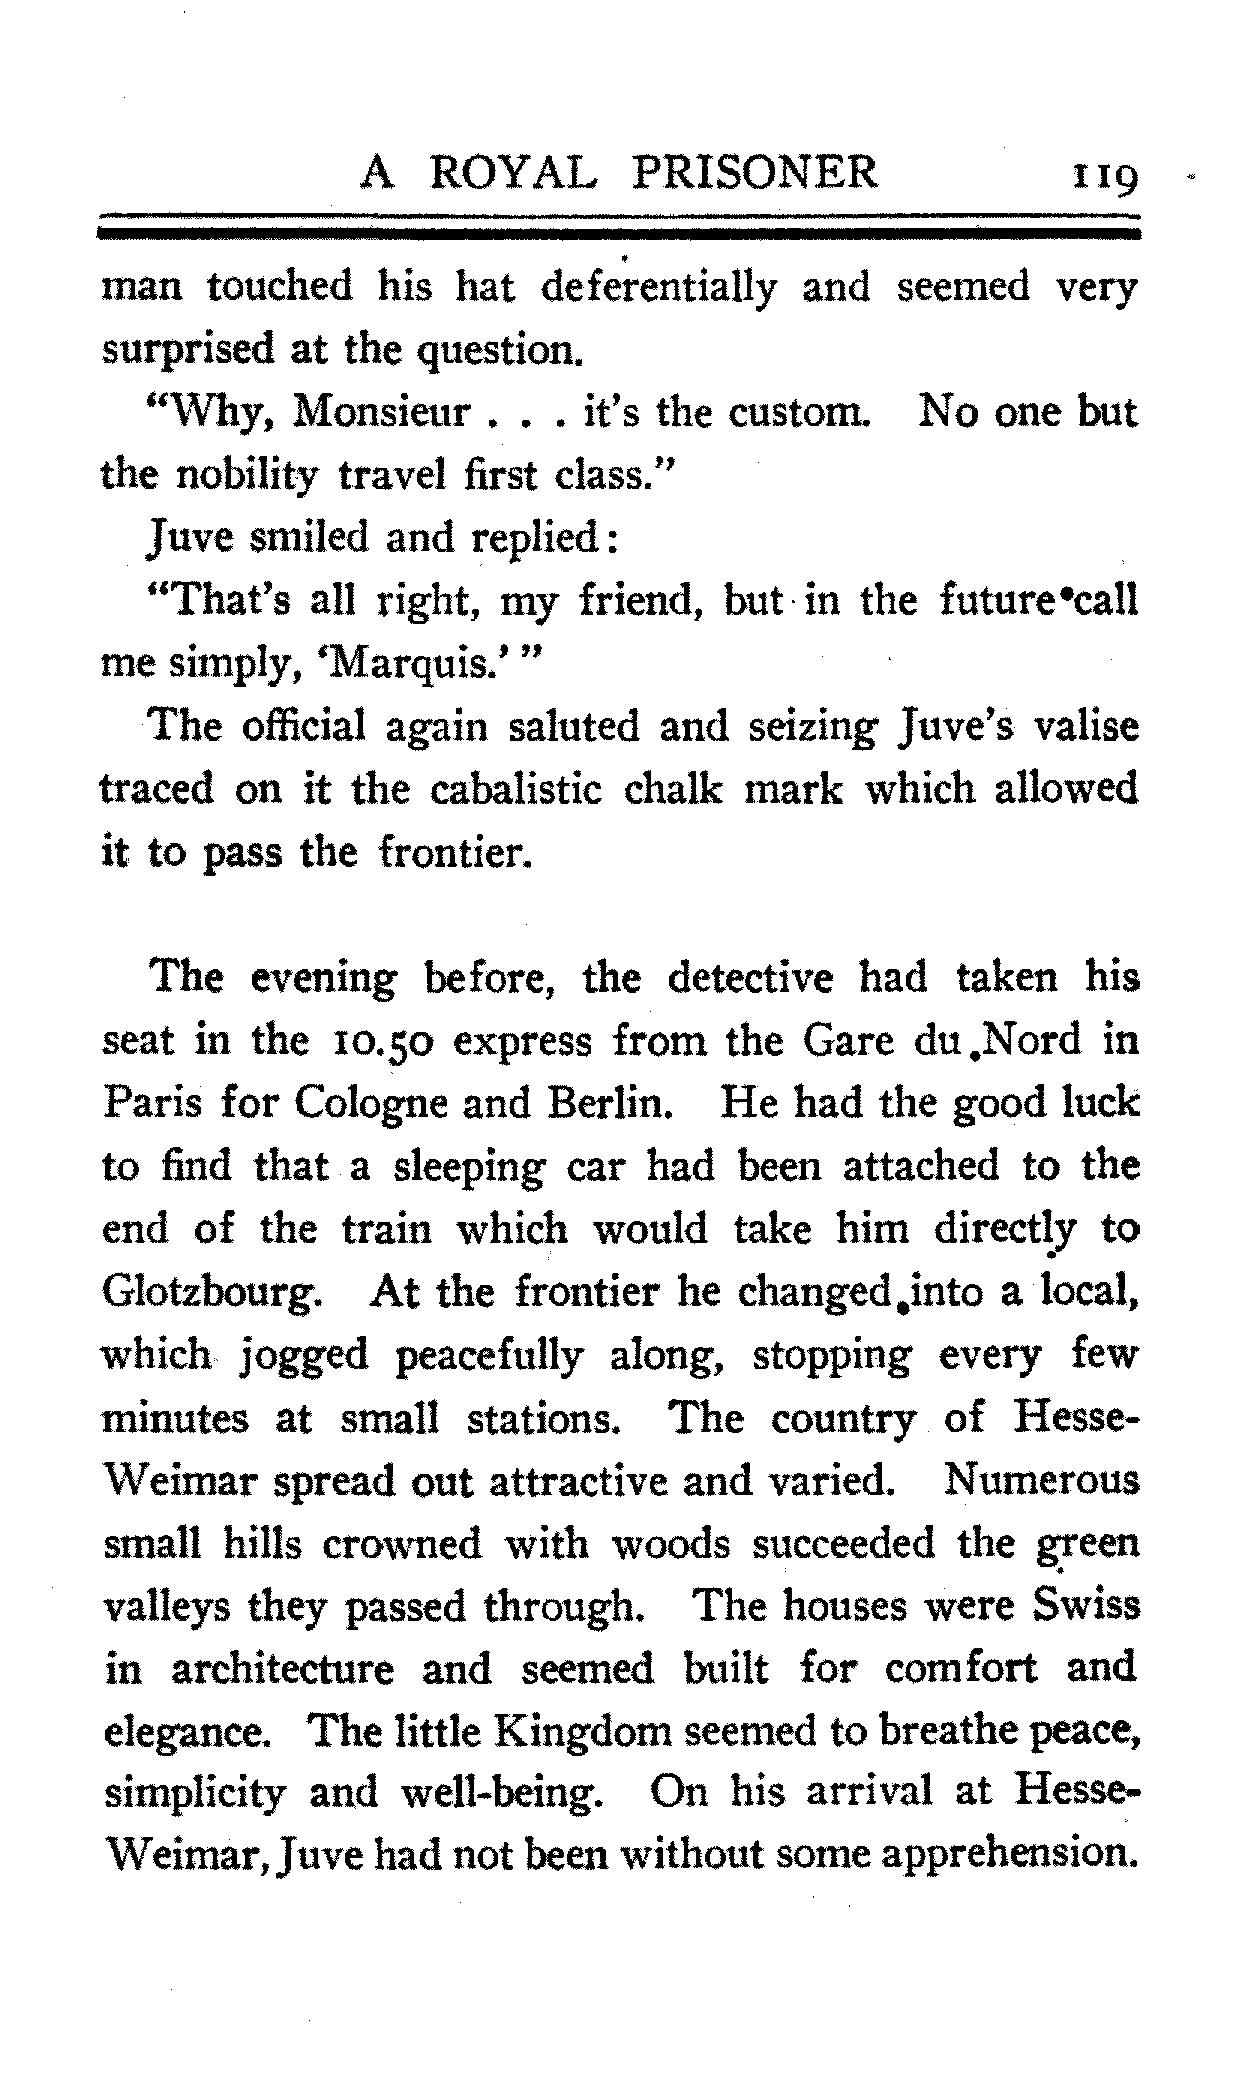 A ROYAL PRISONER 119
man touched his hat deferentially and seemed very
surprised at the question.
“Why, Monsieur . . . it’s the custom. No one but
the nobility travel first class.”
Juve smiled and replied:
“That’s all right, my friend, but in the future call
me simply, ‘Marquis.’ ”
The official again saluted and seizing Juve’s valise
traced on it the cabalistic chalk mark which allowed
it to pass the frontier.
The evening before, the detective had taken his
seat in the 10.50 express from the Gare du Nord in
Paris for Cologne and Berlin. He had the good luck
to find that a sleeping car had been attached to the
end of the train which would take him directly to
Glotzbourg. At the frontier he changed into a local,
which jogged peacefully along, stopping every few
minutes at small stations. The country of Hesse-
Weimar spread out attractive and varied. Numerous
small hills crowned with woods succeeded the green
valleys they passed through. The houses were Swiss
in architecture and seemed built for comfort and
elegance. The little Kingdom seemed to breathe peace,
simplicity and well-being. On his arrival at Hesse-
Weimar, Juve had not been without some apprehension.